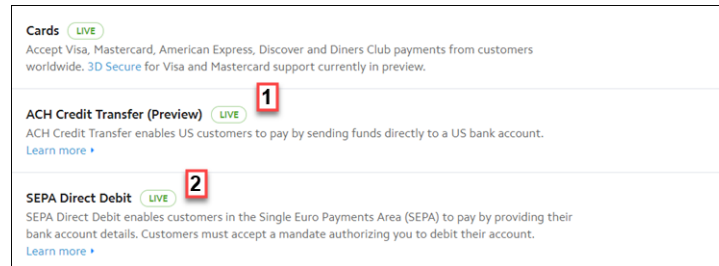 Cards LIVE
Accept Visa, Mastercard, American Express, Discover and Diners Club payments from customers
worldwide. 3D Secure for Visa and Mastercard support currently in preview.
1
ACH Credit Transfer (Preview) LIVE
ACH Credit Transfer enables US customers to pay by sending funds directly to a US bank account.
Learn more
2
SEPA Direct Debit LIVE
SEPA Direct Debit enables customers in the Single Euro Payments Area (SEPA) to pay by providing their
bank account details. Customers must accept a mandate authorizing you to debit their account.
Learn more